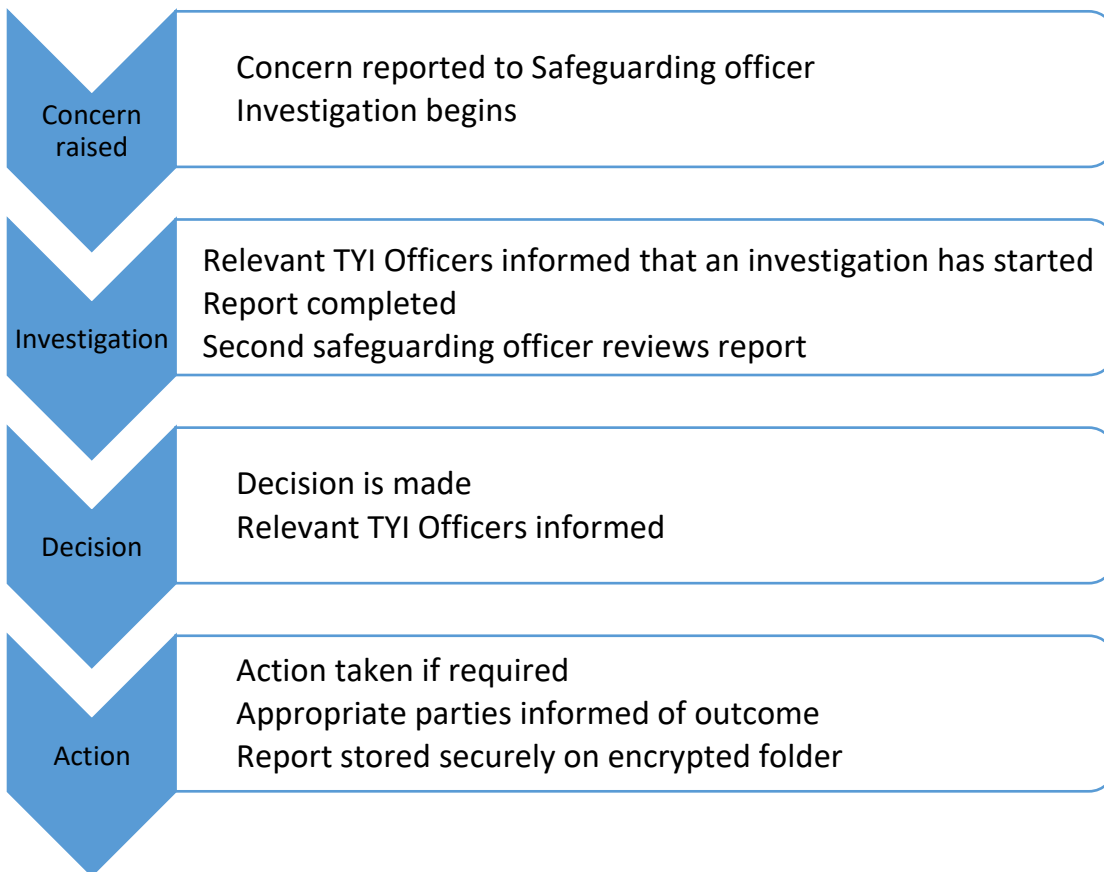 Concern
raised
Concern reported to Safeguarding officer
Investigation begins
Investigation
Relevant TYI Officers informed that an investigation has started
Report completed
Second safeguarding officer reviews report
Decision
Decision is made
Relevant TYI Officers informed
Action
Action taken if required
Appropriate parties informed of outcome
Report stored securely on encrypted folder